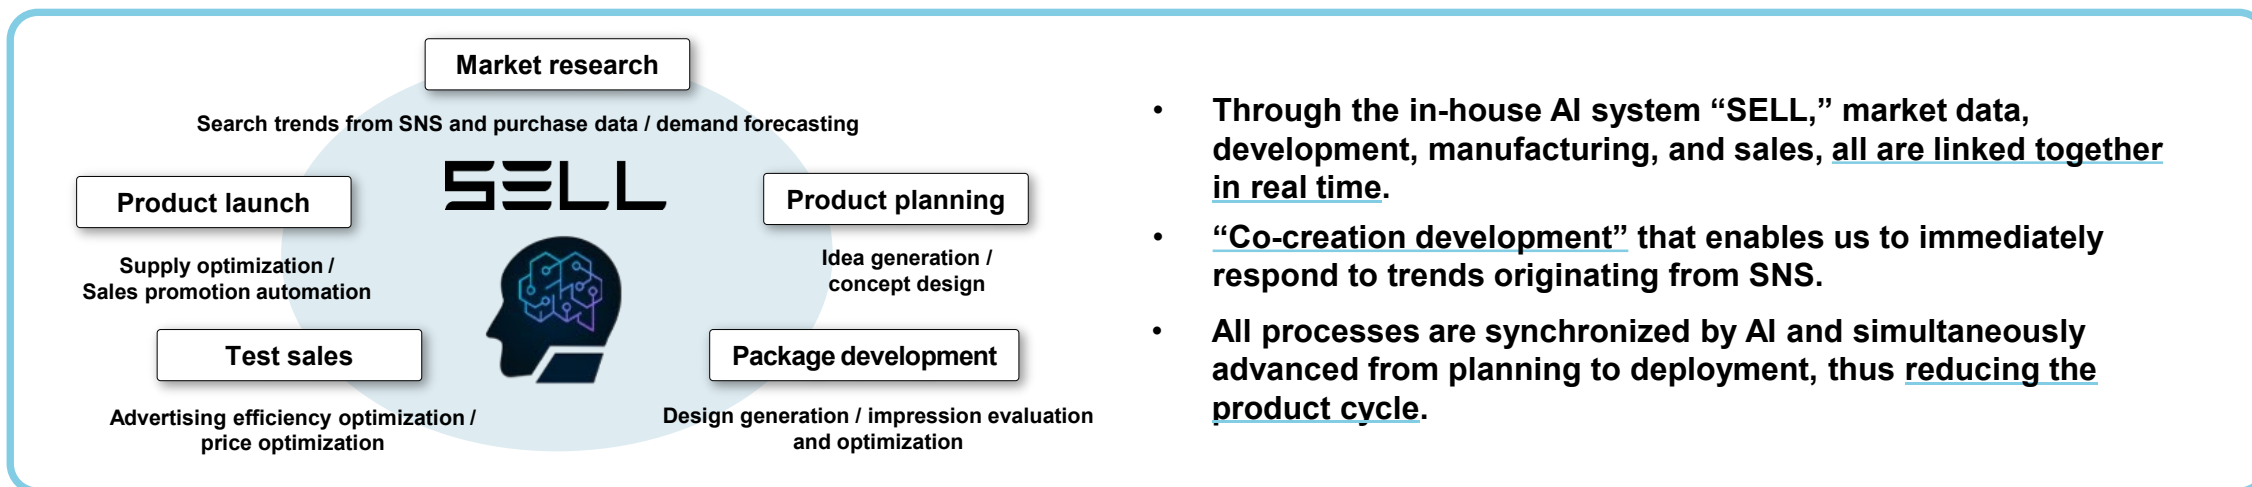 Market research
Search trends from SNS and purchase data / demand forecasting
SELL
Product launch
Supply optimization /
Sales promotion automation
Product planning
Idea generation /
concept design
Test sales
Advertising efficiency optimization /
price optimization
Package development
Design generation / impression evaluation
and optimization
• Through the in-house AI system “SELL,” market data,
development, manufacturing, and sales, all are linked together
in real time.
• “Co-creation development” that enables us to immediately
respond to trends originating from SNS.
• All processes are synchronized by AI and simultaneously
advanced from planning to deployment, thus reducing the
product cycle.